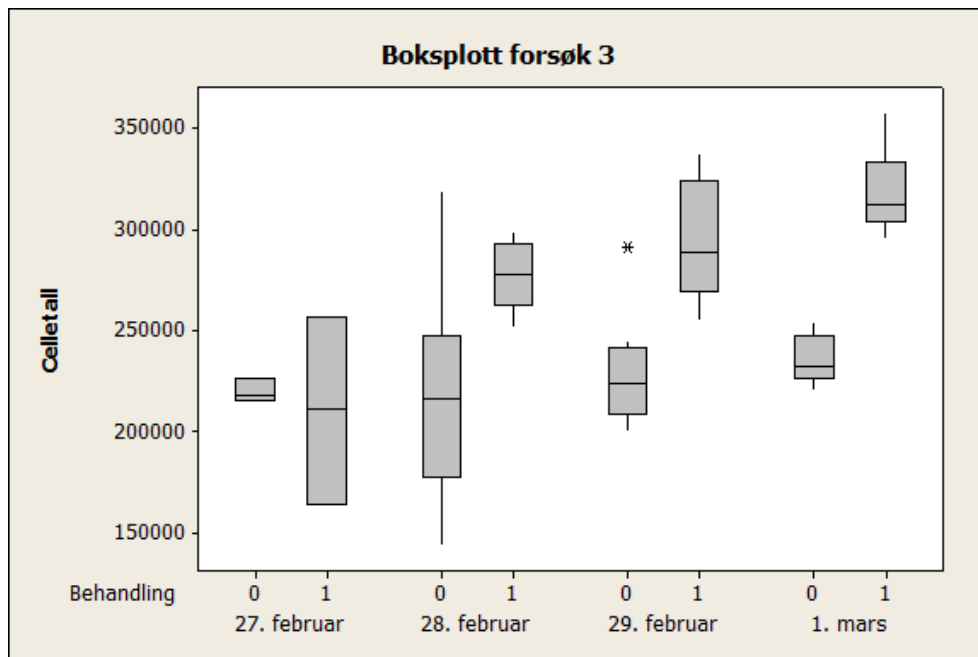 Boksplott forsøk 3
350000
300000
250000
200000
150000
Celletall
Behandling 0 1 0 1 0 1 0 1
27. februar 28. februar 29. februar 1. mars